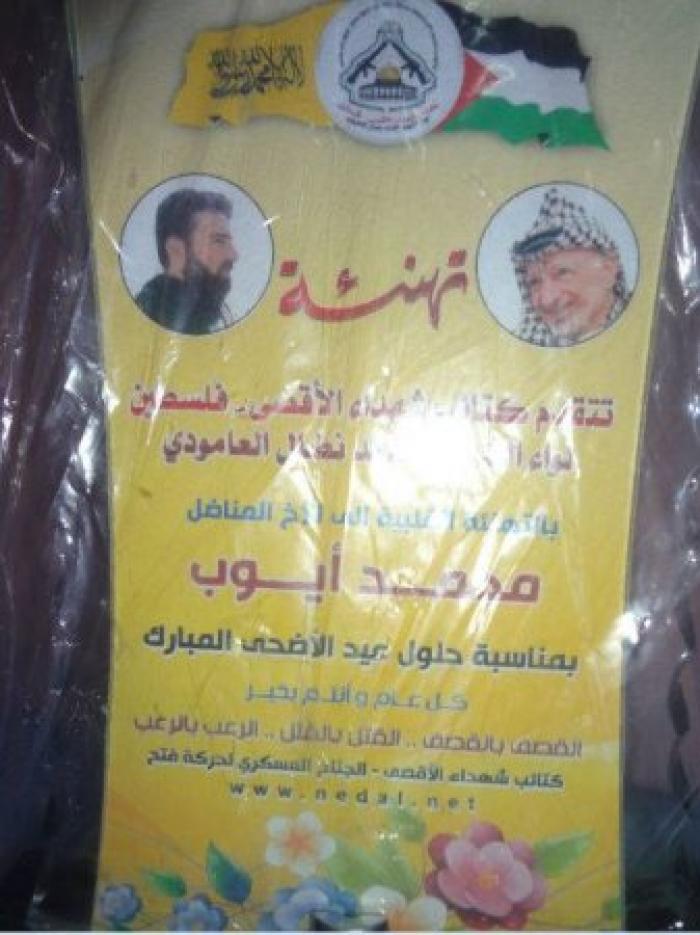 تهنئة
تتقدم كتائب شهداء الأقصى - فلسطين
لواء نضال العامودي
بالتهنئة القلبية إلى الأخ المناضل
محمد أيوب
بمناسبة حلول عيد الأضحى المبارك
كل عام وأنتم بخير
القصف بالقصف .. القتل بالقتل .. الرعب بالرعب
كتائب شهداء الأقصى - الجناح العسكري لحركة فتح
www.nedal.net